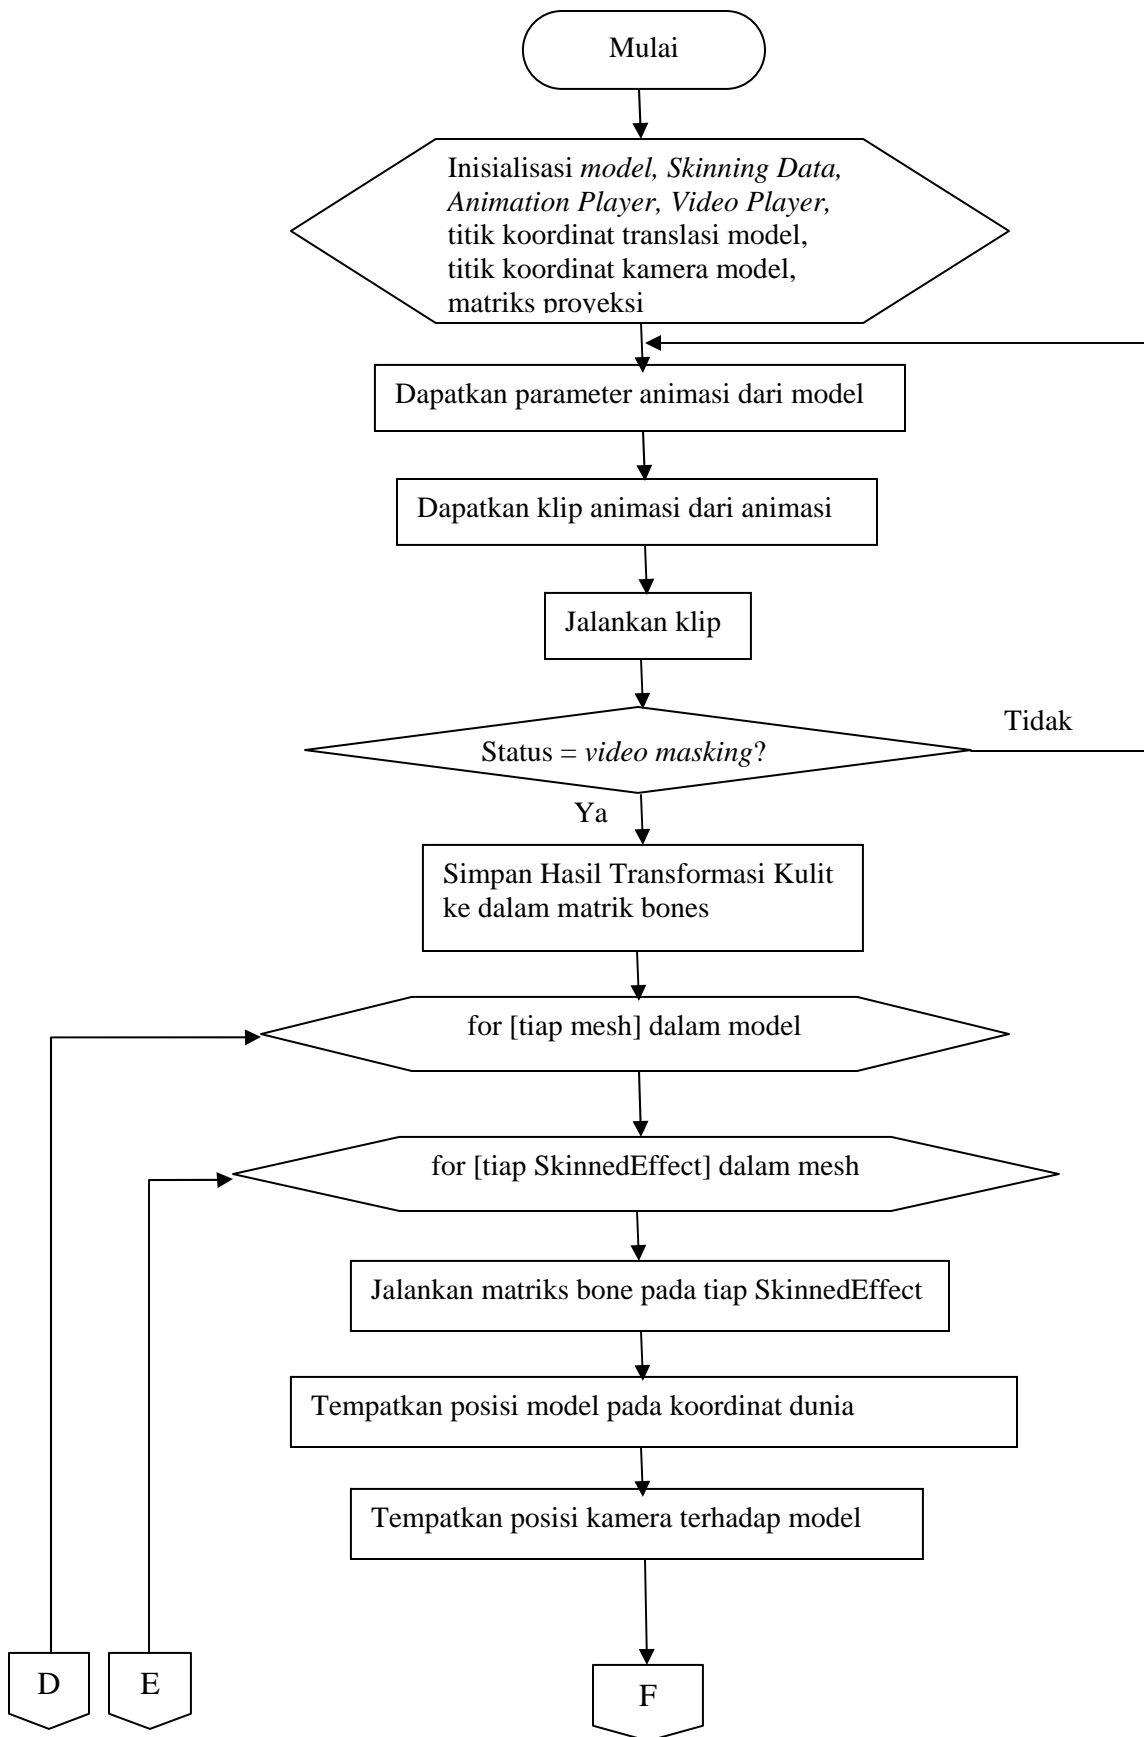 Mulai
Inisialisasi model, Skinning Data,
Animation Player, Video Player,
titik koordinat translasi model,
titik koordinat kamera model,
matriks proyeksi
Dapatkan parameter animasi dari model
Dapatkan klip animasi dari animasi
Jalankan klip
Status = video masking?
Tidak
Ya
Simpan Hasil Transformasi Kulit
ke dalam matrik bones
for [tiap mesh] dalam model
for [tiap SkinnedEffect] dalam mesh
Jalankan matriks bone pada tiap SkinnedEffect
Tempatkan posisi model pada koordinat dunia
Tempatkan posisi kamera terhadap model
D
E
F